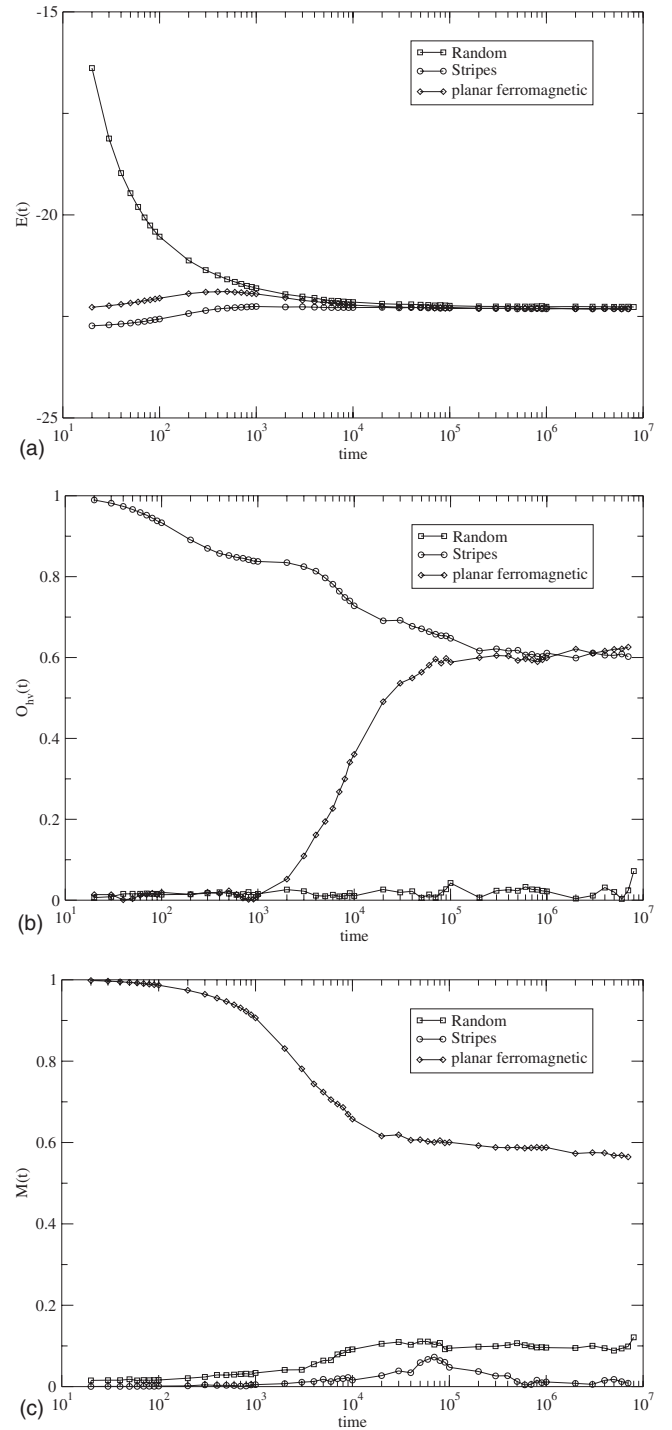 -15
-20
-25
E(t)
Random
Stripes
planar ferromagnetic
10^1 10^2 10^3 10^4 10^5 10^6 10^7
time
(a)
1
0.8
0.6
0.4
0.2
0
O_hv(t)
Random
Stripes
planar ferromagnetic
10^1 10^2 10^3 10^4 10^5 10^6 10^7
time
(b)
1
0.8
0.6
0.4
0.2
0
M(t)
Random
Stripes
planar ferromagnetic
10^1 10^2 10^3 10^4 10^5 10^6 10^7
time
(c)